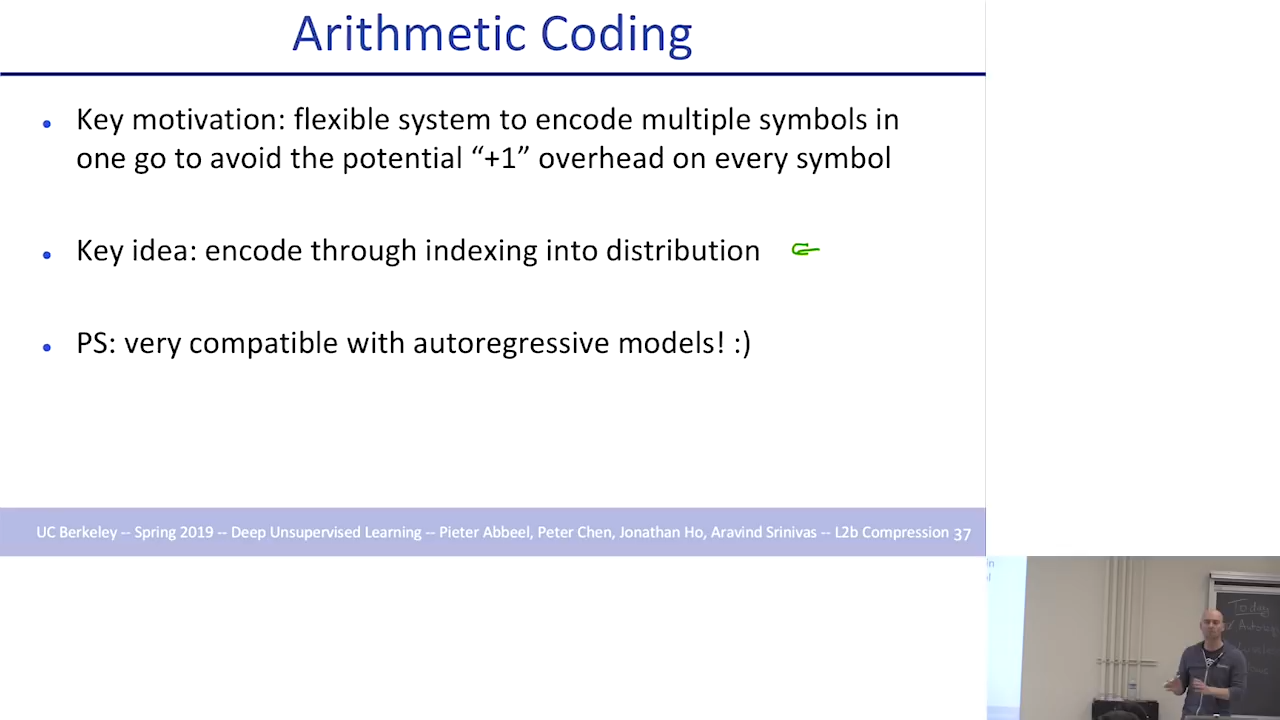 Arithmetic Coding
• Key motivation: flexible system to encode multiple symbols in
one go to avoid the potential “+1” overhead on every symbol
• Key idea: encode through indexing into distribution
• PS: very compatible with autoregressive models! :)
UC Berkeley -- Spring 2019 -- Deep Unsupervised Learning -- Pieter Abbeel, Peter Chen, Jonathan Ho, Aravind Srinivas -- L2b Compression 37
Today